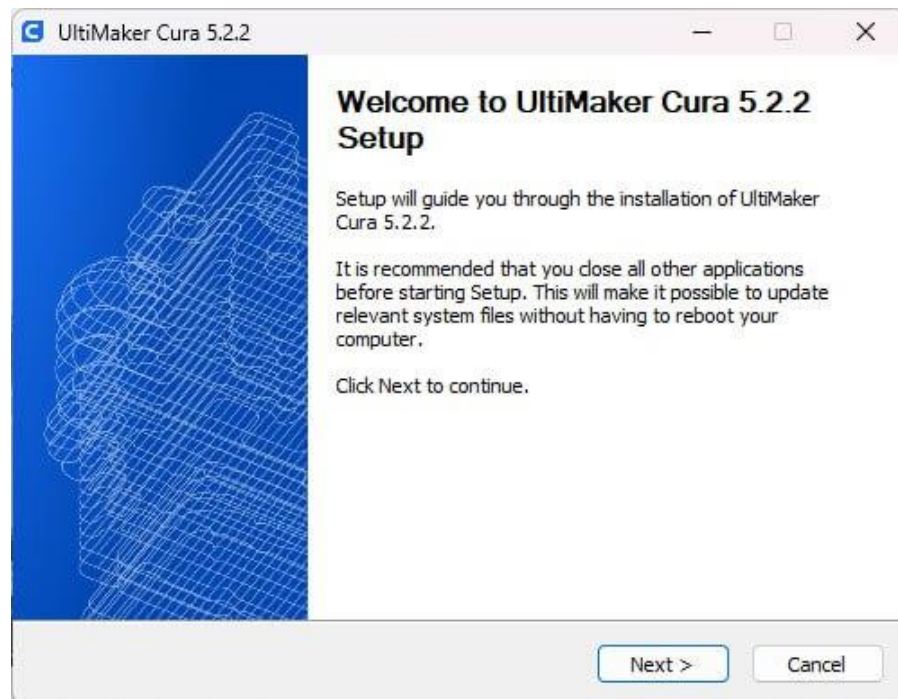 UltiMaker Cura 5.2.2
Welcome to UltiMaker Cura 5.2.2
Setup
Setup will guide you through the installation of UltiMaker
Cura 5.2.2.
It is recommended that you close all other applications
before starting Setup. This will make it possible to update
relevant system files without having to reboot your
computer.
Click Next to continue.
Next >
Cancel